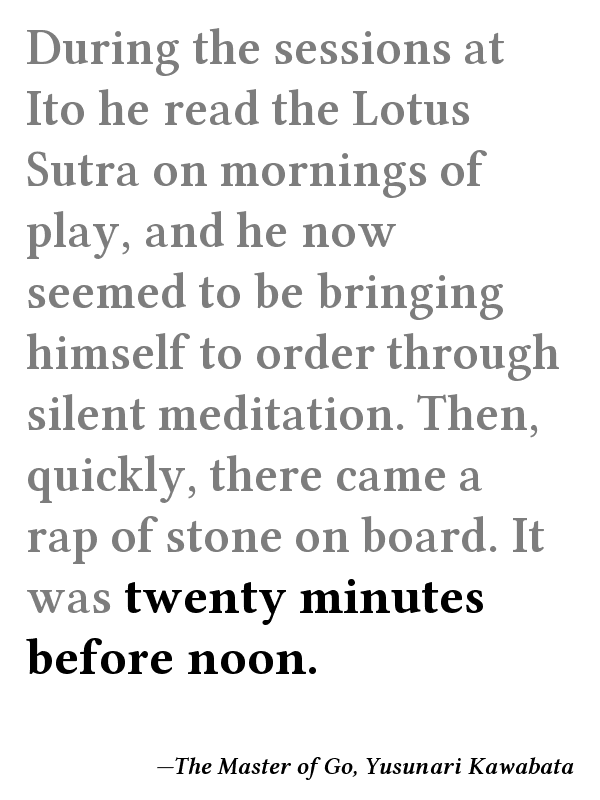 During the sessions at
Ito he read the Lotus
Sutra on mornings of
play, and he now
seemed to be bringing
himself to order through
silent meditation. Then,
quickly, there came a
rap of stone on board. It
was twenty minutes
before noon.
—The Master of Go, Yusunari Kawabata